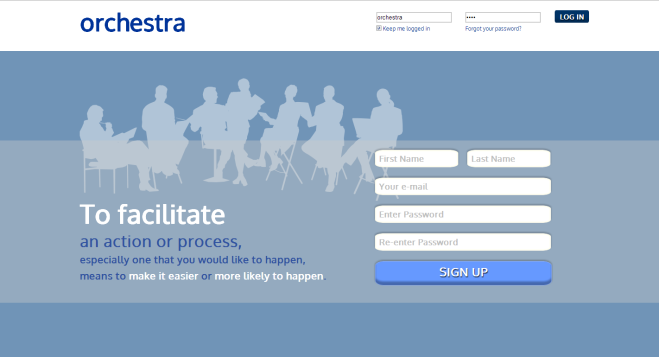 orchestra
orchestra
••••
LOG IN
Keep me logged in
Forgot your password?
First Name
Last Name
Your e-mail
Enter Password
Re-enter Password
SIGN UP
To facilitate
an action or process,
especially one that you would like to happen,
means to make it easier or more likely to happen.